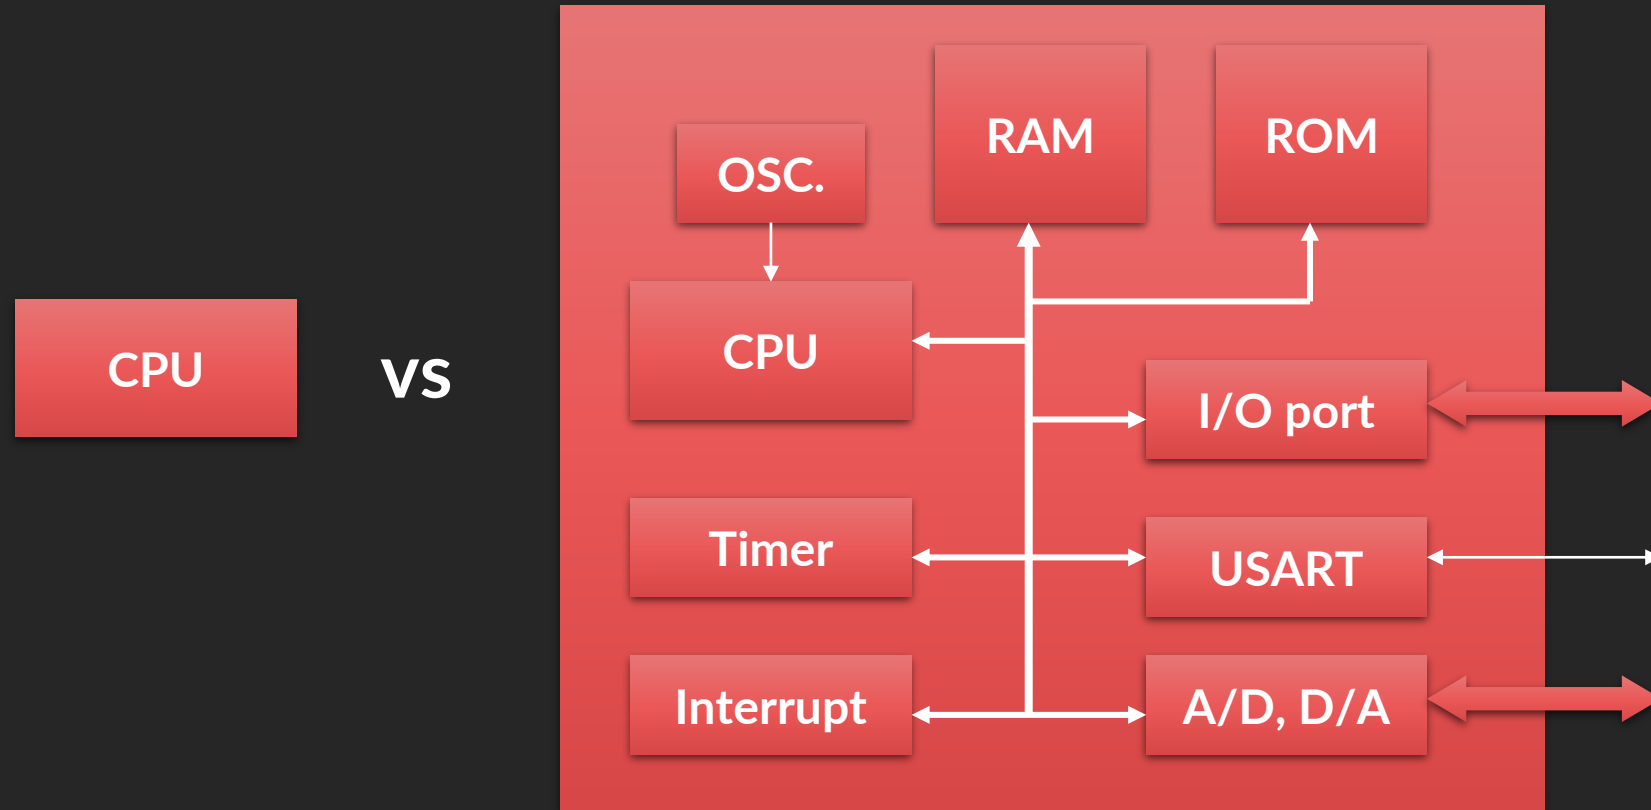 CPU
vs
OSC.
RAM
ROM
CPU
I/O port
Timer
USART
Interrupt
A/D, D/A